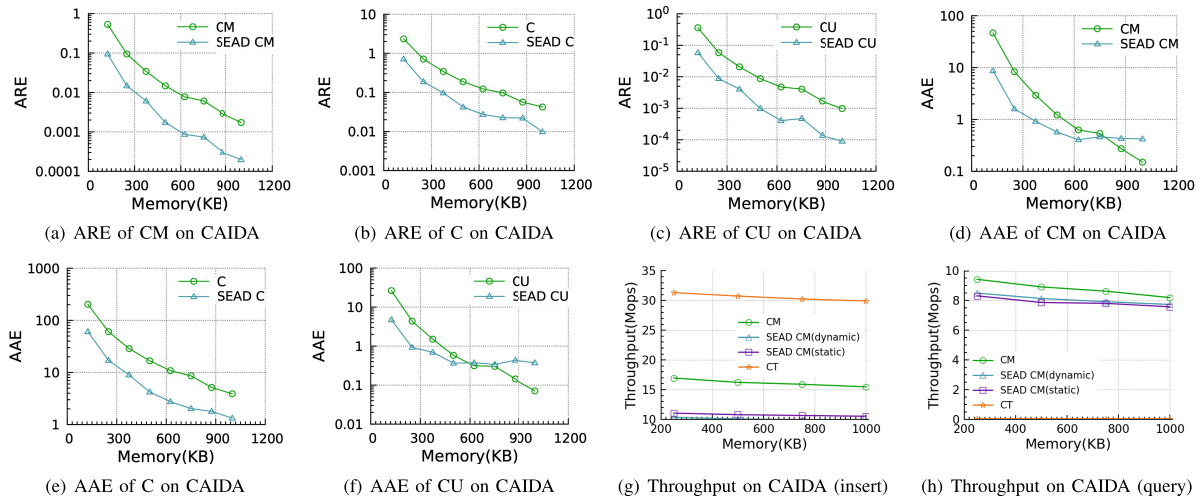 CM
SEAD CM
ARE
1
0.1
0.01
0.001
0.0001
0 300 600 900 1200
Memory(KB)
(a) ARE of CM on CAIDA
C
SEAD C
ARE
10
1
0.1
0.01
0.001
0 300 600 900 1200
Memory(KB)
(b) ARE of C on CAIDA
CU
SEAD CU
ARE
10^0
10^-1
10^-2
10^-3
10^-4
10^-5
0 300 600 900 1200
Memory(KB)
(c) ARE of CU on CAIDA
CM
SEAD CM
AAE
100
10
1
0.1
0 300 600 900 1200
Memory(KB)
(d) AAE of CM on CAIDA
C
SEAD C
AAE
1000
100
10
1
0 300 600 900 1200
Memory(KB)
(e) AAE of C on CAIDA
CU
SEAD CU
AAE
100
10
1
0.1
0.01
0 300 600 900 1200
Memory(KB)
(f) AAE of CU on CAIDA
Throughput(Mops)
35
30
25
20
15
10
CM
SEAD CM(dynamic)
SEAD CM(static)
CT
200 400 600 800 1000
Memory(KB)
(g) Throughput on CAIDA (insert)
Throughput(Mops)
10
8
6
4
2
0
CM
SEAD CM(dynamic)
SEAD CM(static)
CT
200 400 600 800 1000
Memory(KB)
(h) Throughput on CAIDA (query)